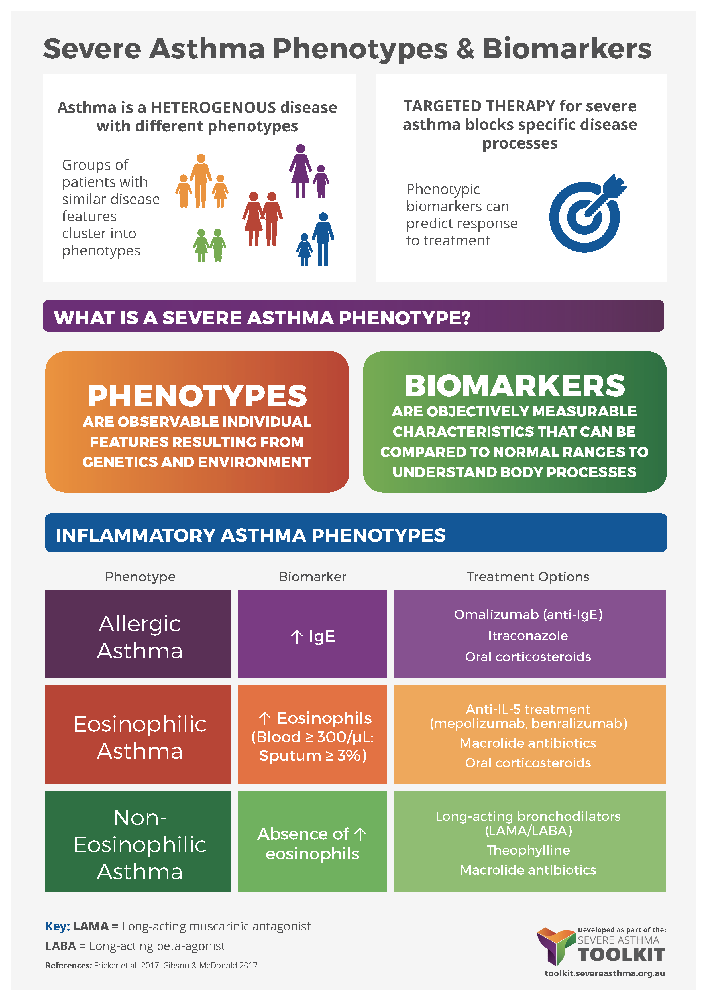 Severe Asthma Phenotypes & Biomarkers
Asthma is a HETEROGENOUS disease
with different phenotypes
Groups of
patients with
similar disease
features
cluster into
phenotypes
TARGETED THERAPY for severe
asthma blocks specific disease
processes
Phenotypic
biomarkers can
predict response
to treatment
WHAT IS A SEVERE ASTHMA PHENOTYPE?
PHENOTYPES
ARE OBSERVABLE INDIVIDUAL
FEATURES RESULTING FROM
GENETICS AND ENVIRONMENT
BIOMARKERS
ARE OBJECTIVELY MEASURABLE
CHARACTERISTICS THAT CAN BE
COMPARED TO NORMAL RANGES TO
UNDERSTAND BODY PROCESSES
INFLAMMATORY ASTHMA PHENOTYPES
Phenotype
Biomarker
Treatment Options
Allergic
Asthma
↑ IgE
Omalizumab (anti-IgE)
Itraconazole
Oral corticosteroids
Eosinophilic
Asthma
↑ Eosinophils
(Blood ≥ 300/μL;
Sputum ≥ 3%)
Anti-IL-5 treatment
(mepolizumab, benralizumab)
Macrolide antibiotics
Oral corticosteroids
Non-
Eosinophilic
Asthma
Absence of ↑
eosinophils
Long-acting bronchodilators
(LAMA/LABA)
Theophylline
Macrolide antibiotics
Key: LAMA = Long-acting muscarinic antagonist
LABA = Long-acting beta-agonist
References: Fricker et al. 2017, Gibson & McDonald 2017
Developed as part of the:
SEVERE ASTHMA
TOOLKIT
toolkit.severeasthma.org.au